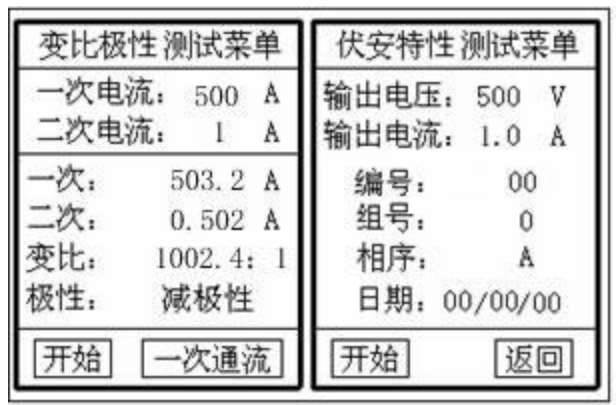 变比极性测试菜单
一次电流: 500 A
二次电流: 1 A
一次: 503.2 A
二次: 0.502 A
变比: 1002.4: 1
极性: 减极性
开始 一次通流
伏安特性测试菜单
输出电压: 500 V
输出电流: 1.0 A
编号: 00
组号: 0
相序: A
日期: 00/00/00
开始 返回